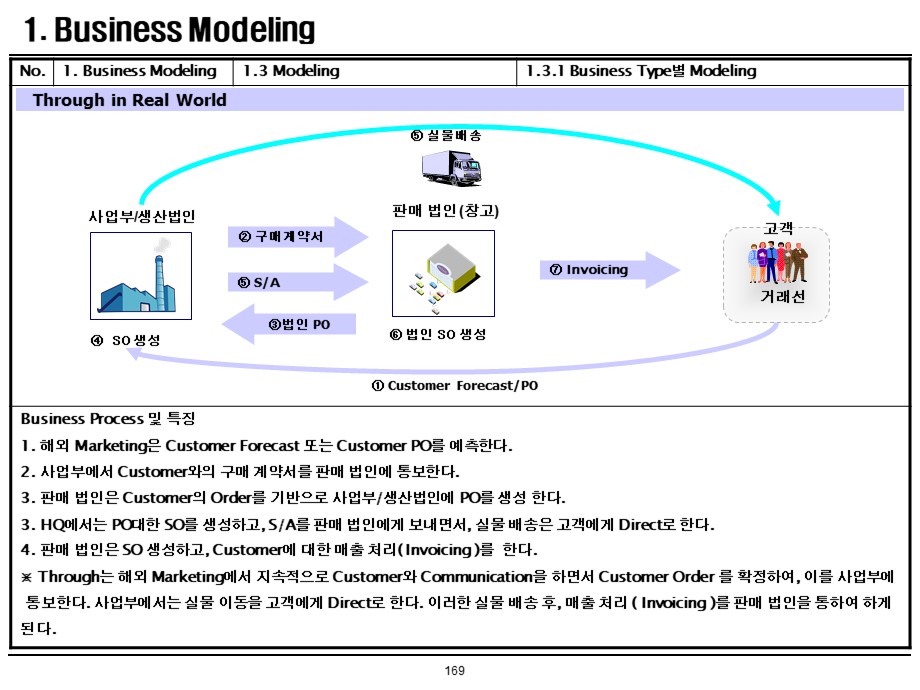 1. Business Modeling
No. 1. Business Modeling 1.3 Modeling 1.3.1 Business Type별 Modeling
Through in Real World
⑤ 실물배송
사업부/생산법인
판매 법인(창고)
고객
② 구매계약서
⑤ S/A
③법인 PO
⑦ Invoicing
거래선
④ SO 생성
⑥ 법인 SO 생성
① Customer Forecast/PO
Business Process 및 특징
1. 해외 Marketing은 Customer Forecast 또는 Customer PO를 예측한다.
2. 사업부에서 Customer와의 구매 계약서를 판매 법인에 통보한다.
3. 판매 법인은 Customer의 Order를 기반으로 사업부/생산법인에 PO를 생성 한다.
3. HQ에서는 PO대한 SO를 생성하고, S/A를 판매 법인에게 보내면서, 실물 배송은 고객에게 Direct로 한다.
4. 판매 법인은 SO 생성하고, Customer에 대한 매출 처리(Invoicing)를 한다.
※ Through는 해외 Marketing에서 지속적으로 Customer와 Communication을 하면서 Customer Order 를 확정하여, 이를 사업부에
통보한다. 사업부에서는 실물 이동을 고객에게 Direct로 한다. 이러한 실물 배송 후, 매출 처리 ( Invoicing )를 판매 법인을 통하여 하게
된다.
169